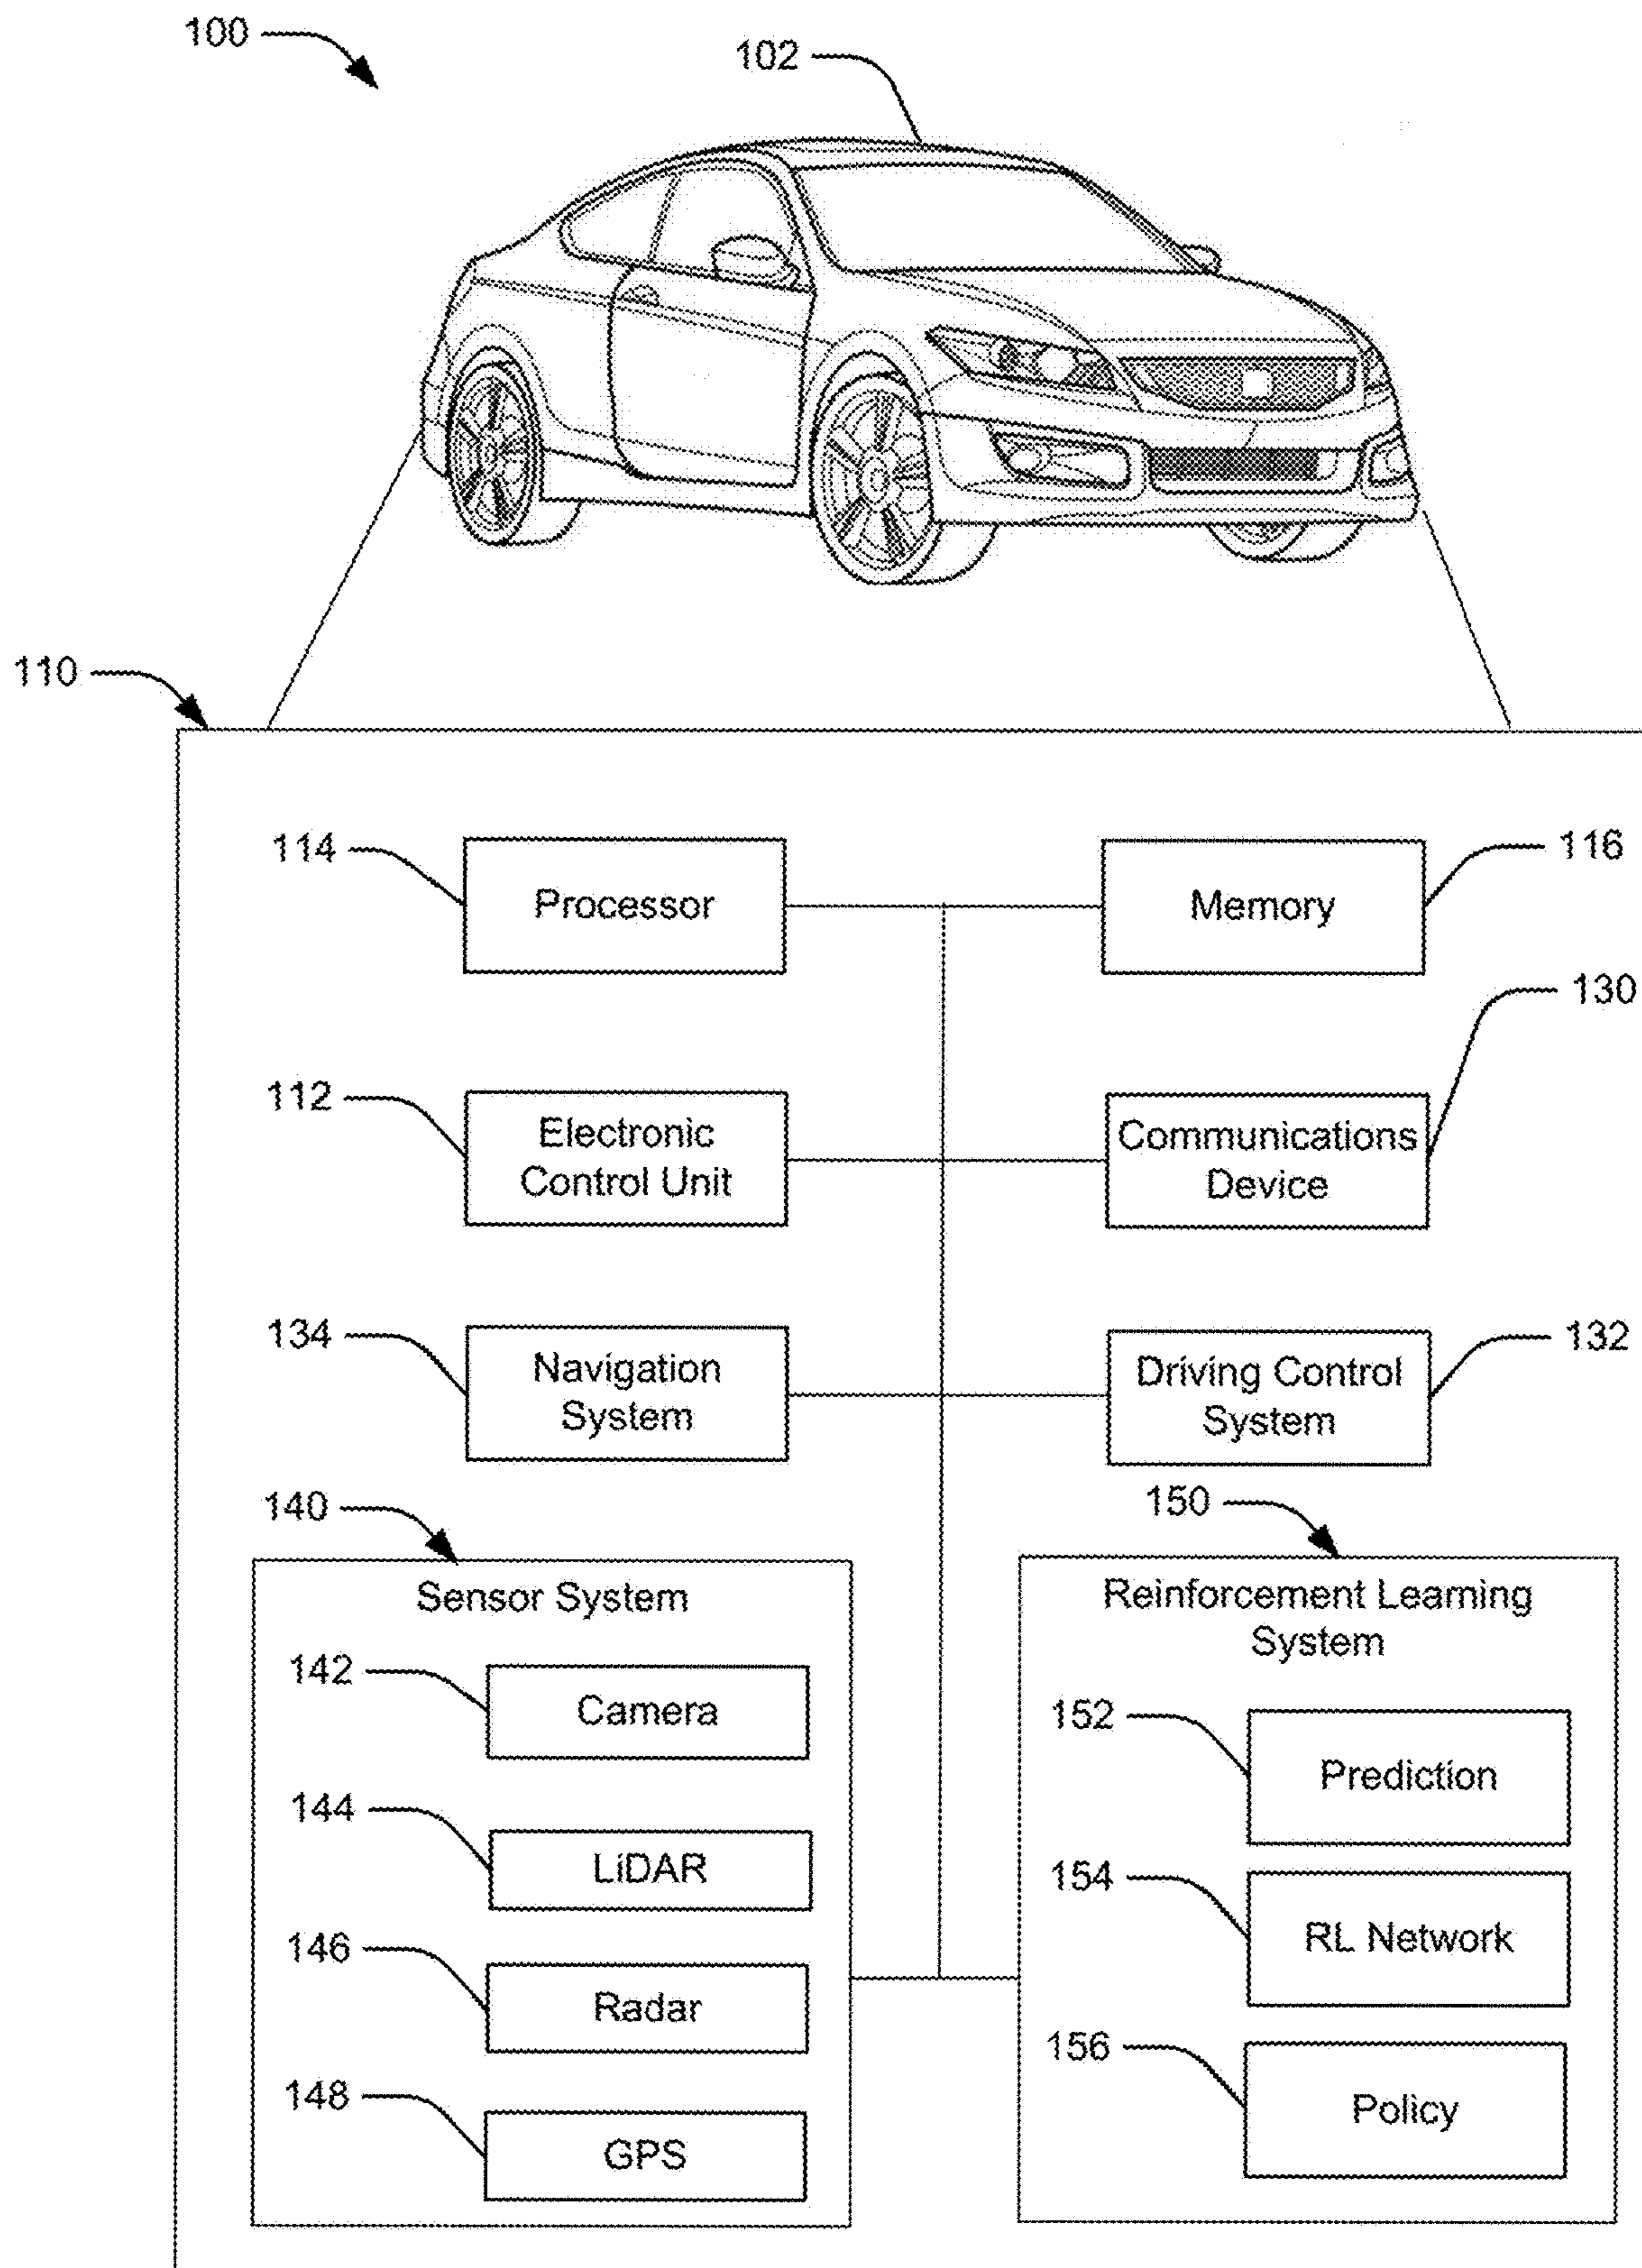 100
102
110
114
Processor
Memory
116
130
112
Electronic
Control Unit
Communications
Device
134
Navigation
System
Driving Control
System
132
140
Sensor System
142
Camera
144
LiDAR
146
Radar
148
GPS
150
Reinforcement Learning
System
152
Prediction
154
RL Network
156
Policy